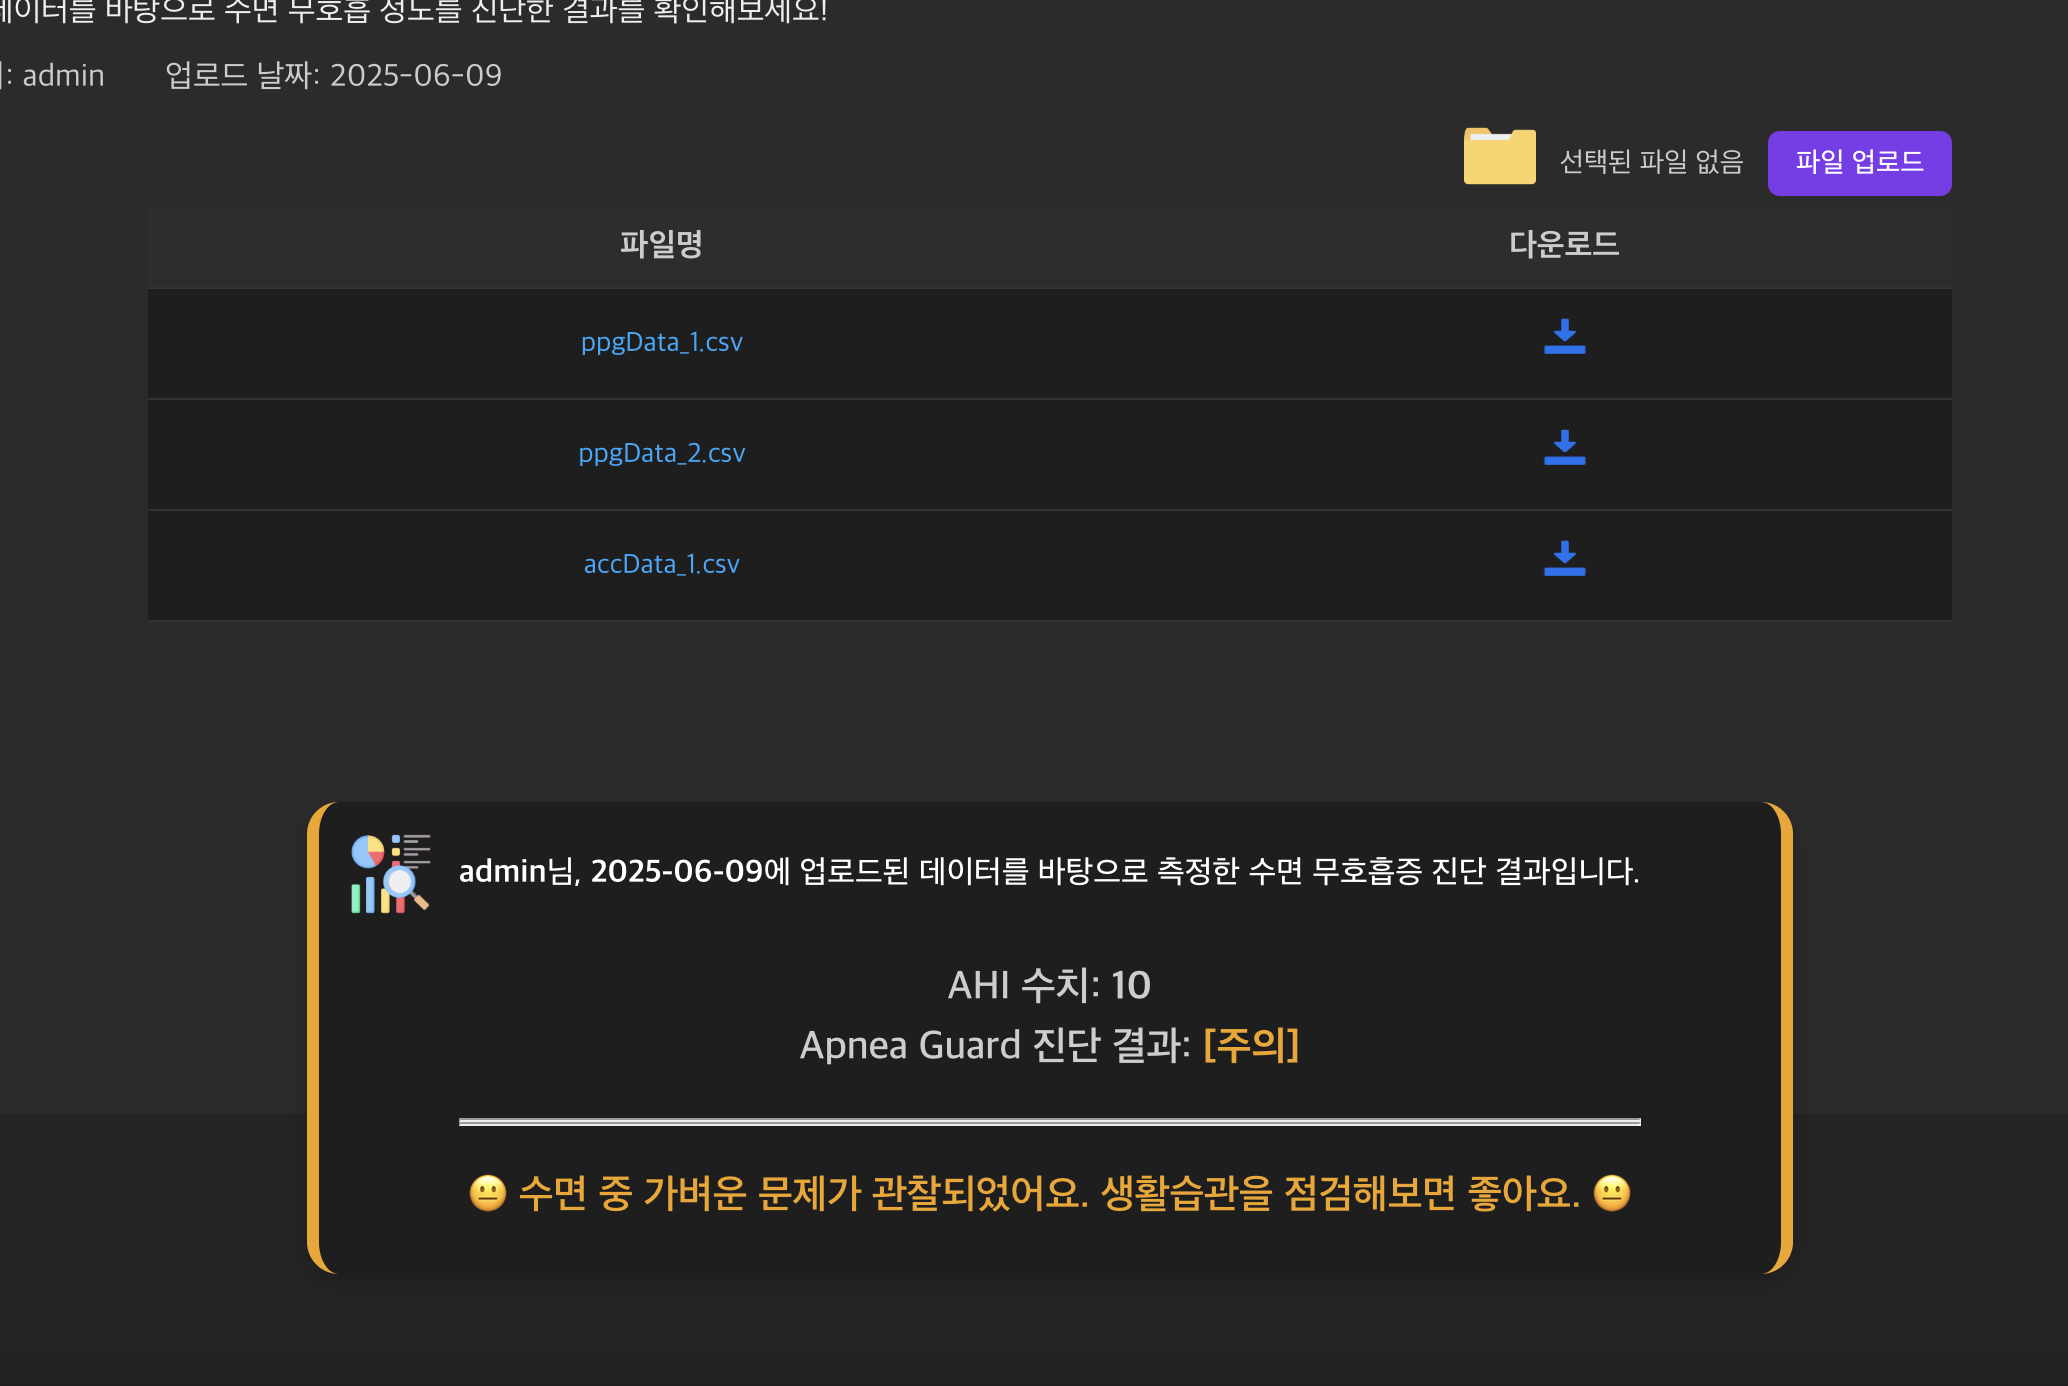 데이터를 바탕으로 수면 무호흡 정도를 진단한 결과를 확인해보세요!
: admin 업로드 날짜: 2025-06-09
선택된 파일 없음 파일 업로드
파일명 다운로드
ppgData_1.csv
ppgData_2.csv
accData_1.csv
admin님, 2025-06-09에 업로드된 데이터를 바탕으로 측정한 수면 무호흡증 진단 결과입니다.
AHI 수치: 10
Apnea Guard 진단 결과: [주의]
😐 수면 중 가벼운 문제가 관찰되었어요. 생활습관을 점검해보면 좋아요. 😐